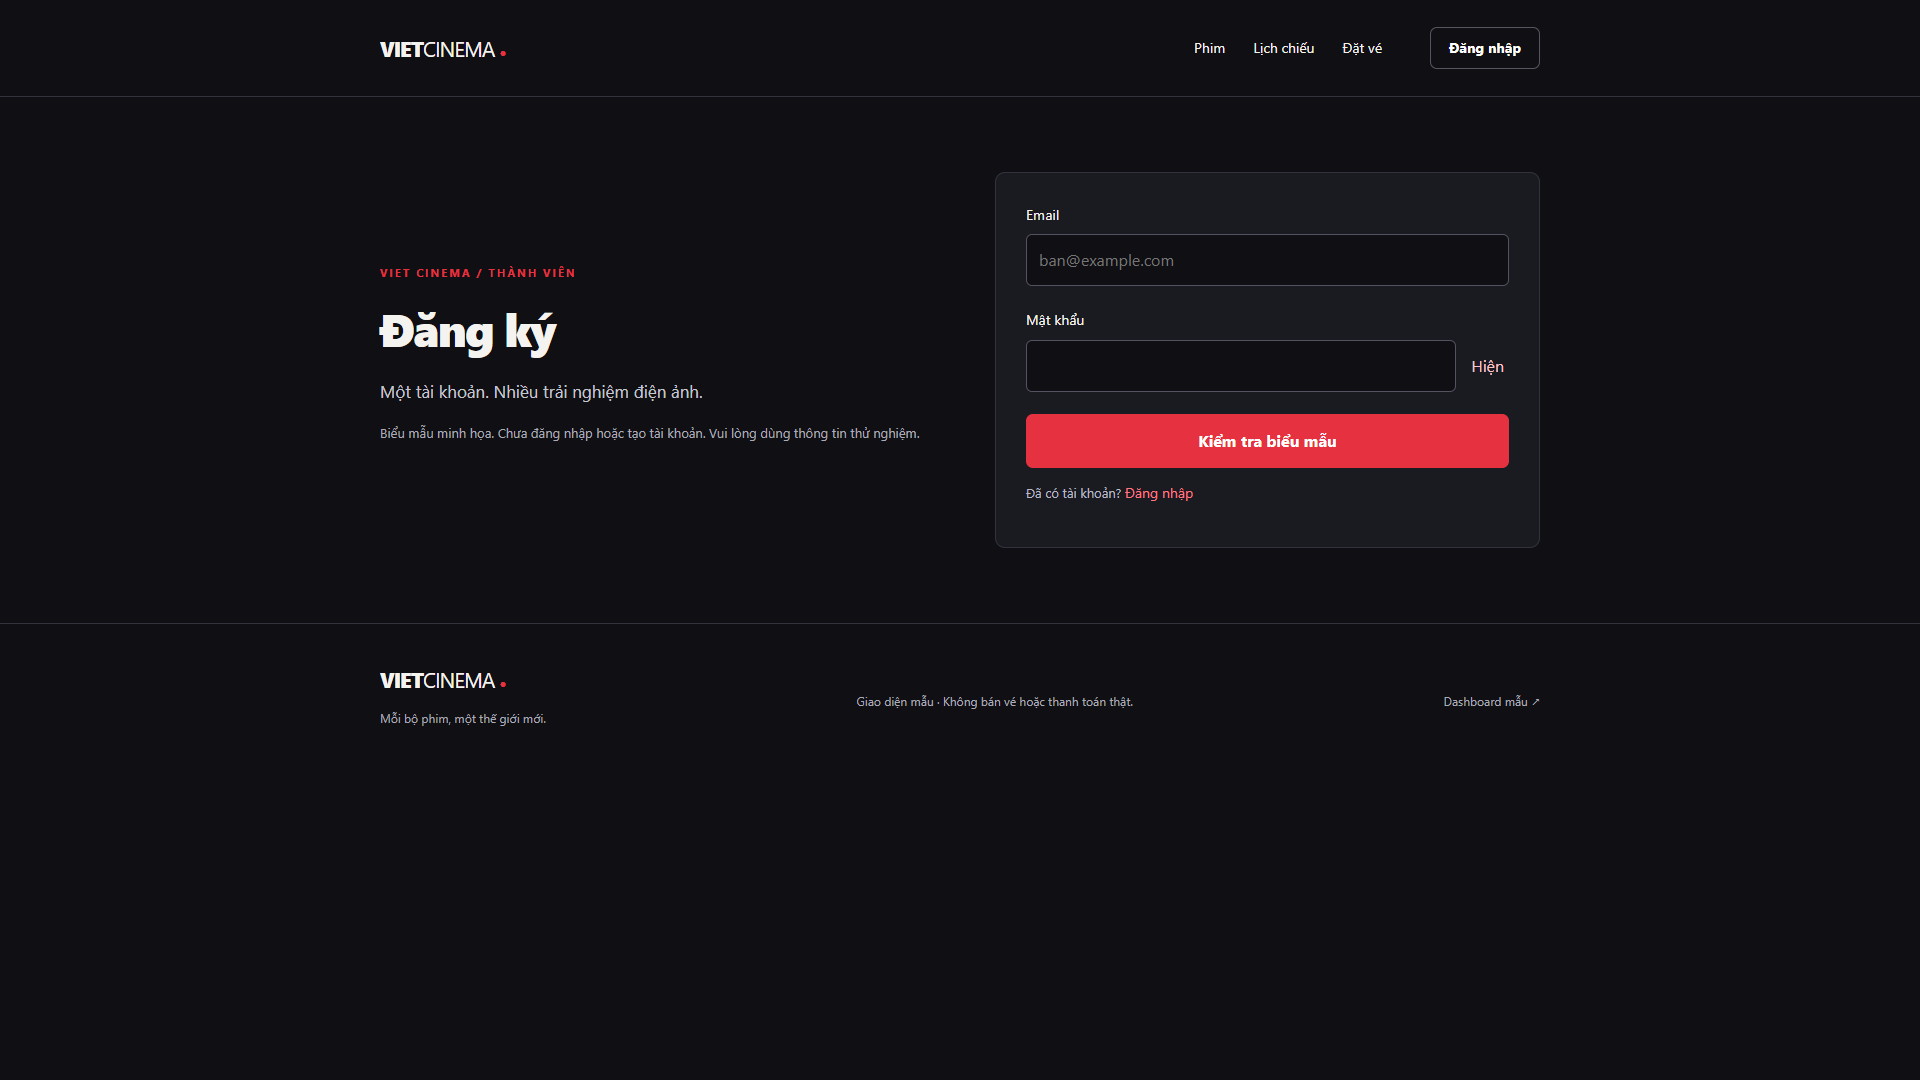 VIETCINEMA
Phim
Lịch chiếu
Đặt vé
Đăng nhập
VIET CINEMA / THÀNH VIÊN
Đăng ký
Một tài khoản. Nhiều trải nghiệm điện ảnh.
Biểu mẫu minh họa. Chưa đăng nhập hoặc tạo tài khoản. Vui lòng dùng thông tin thử nghiệm.
Email
ban@example.com
Mật khẩu
Hiện
Kiểm tra biểu mẫu
Đã có tài khoản? Đăng nhập
VIETCINEMA
Mỗi bộ phim, một thế giới mới.
Giao diện mẫu · Không bán vé hoặc thanh toán thật.
Dashboard mẫu ↗